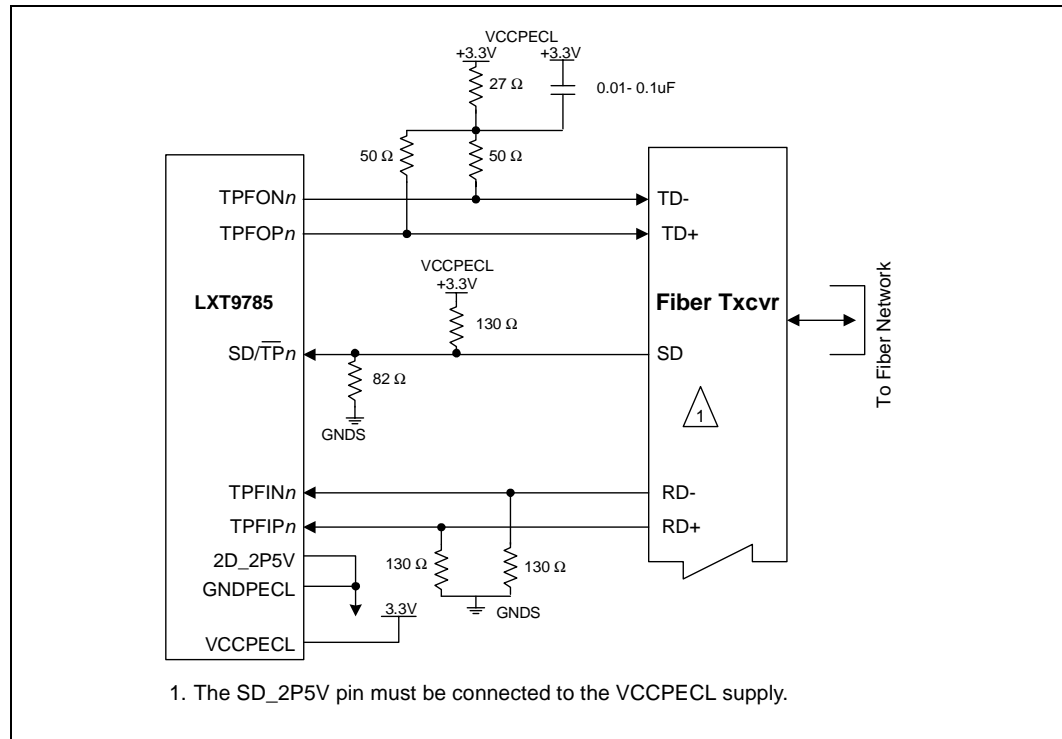 VCCPECL
+3.3V +3.3V
27 Ω
0.01- 0.1uF
50 Ω 50 Ω
TPFONn TD-
TPFOPn TD+
VCCPECL
+3.3V
LXT9785 Fiber Txcvr
130 Ω
SD/TPn SD
82 Ω
GNDS
1
To Fiber Network
TPFINn RD-
TPFIPn RD+
2D_2P5V
130 Ω 130 Ω
GNDPECL
GNDS
3.3V
VCCPECL
1. The SD_2P5V pin must be connected to the VCCPECL supply.